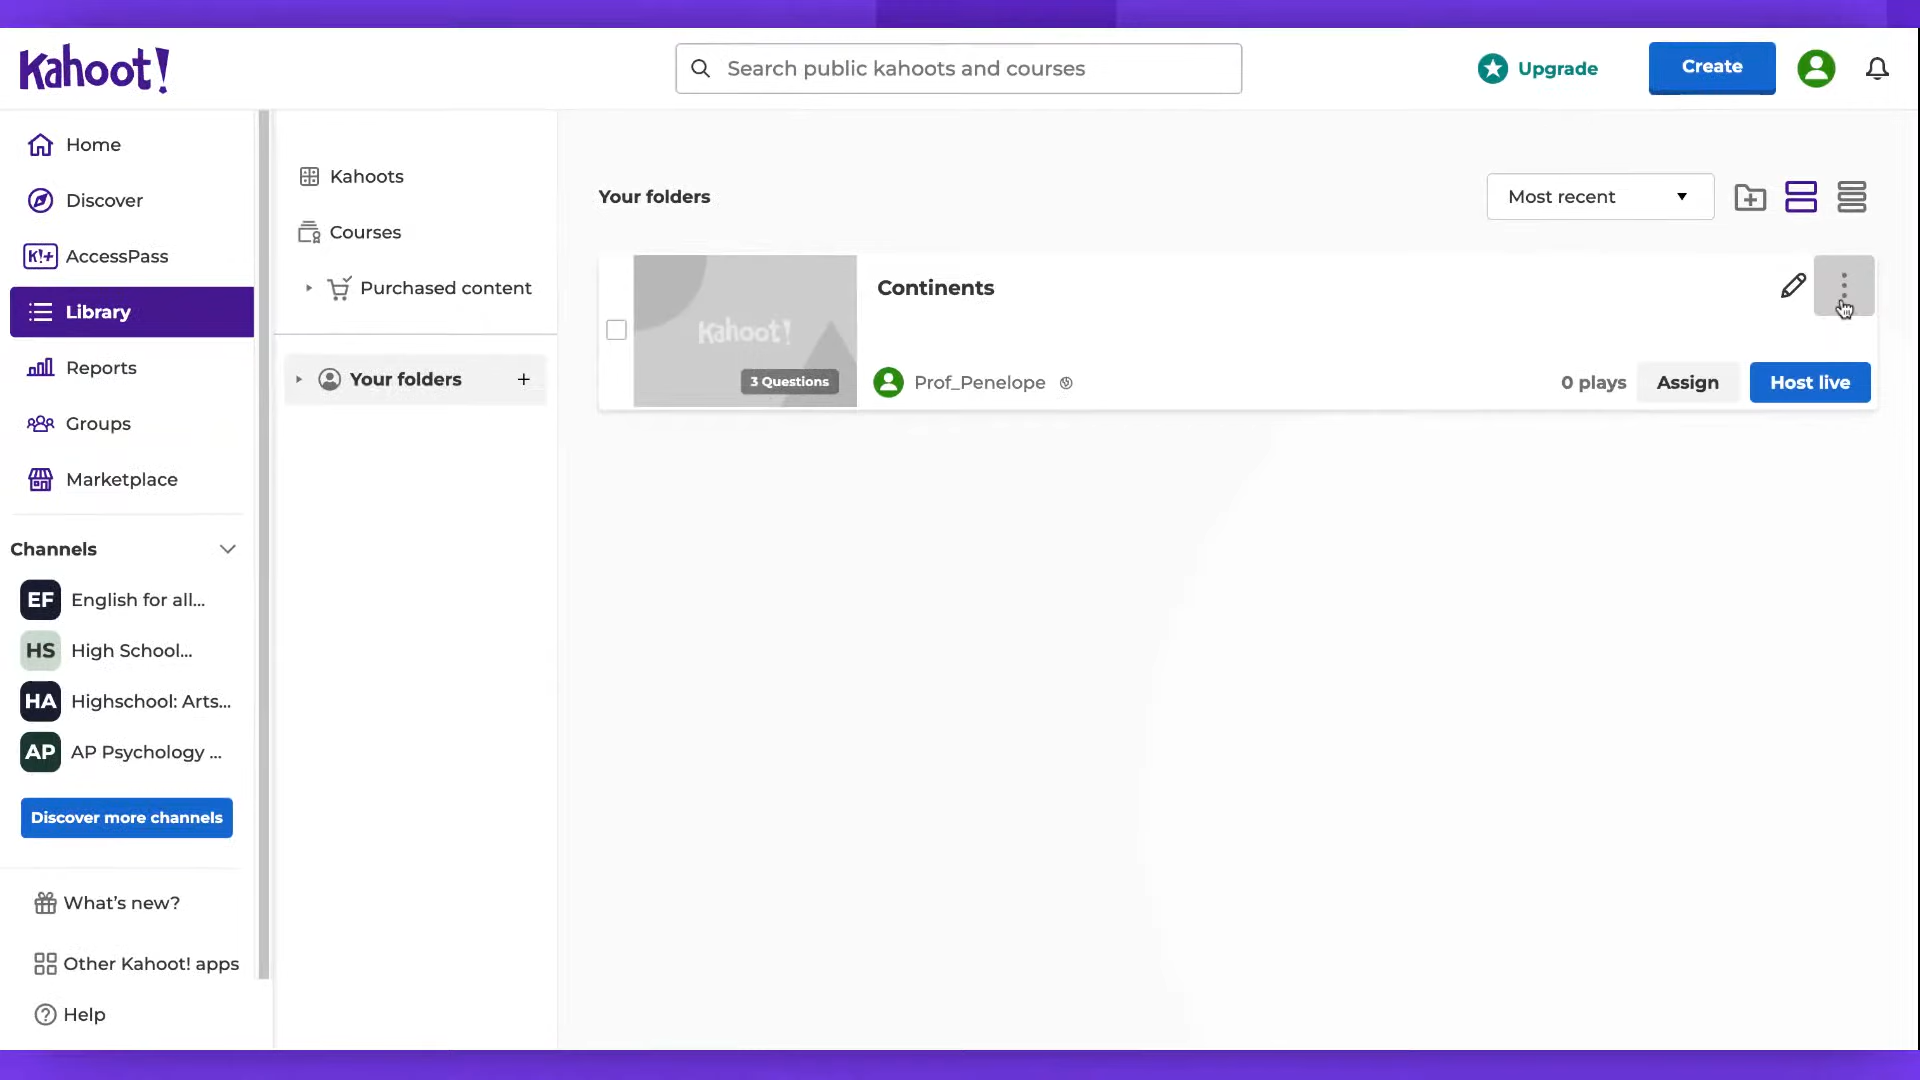 Kahoot!
Search public kahoots and courses
Upgrade
Create
Home
Discover
K!+ AccessPass
Library
Reports
Groups
Marketplace
Channels
EF English for all...
HS High School...
HA Highschool: Arts...
AP AP Psychology ...
Discover more channels
What's new?
Other Kahoot! apps
Help
Kahoots
Courses
Purchased content
Your folders +
Your folders
Most recent
Kahoot!
3 Questions
Continents
Prof_Penelope
0 plays
Assign
Host live